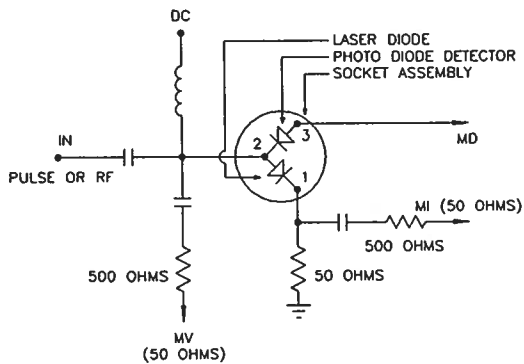 DC
LASER DIODE
PHOTO DIODE DETECTOR
SOCKET ASSEMBLY
IN
2
3
MD
PULSE OR RF
1
MI (50 OHMS)
500 OHMS
500 OHMS
50 OHMS
MV
(50 OHMS)